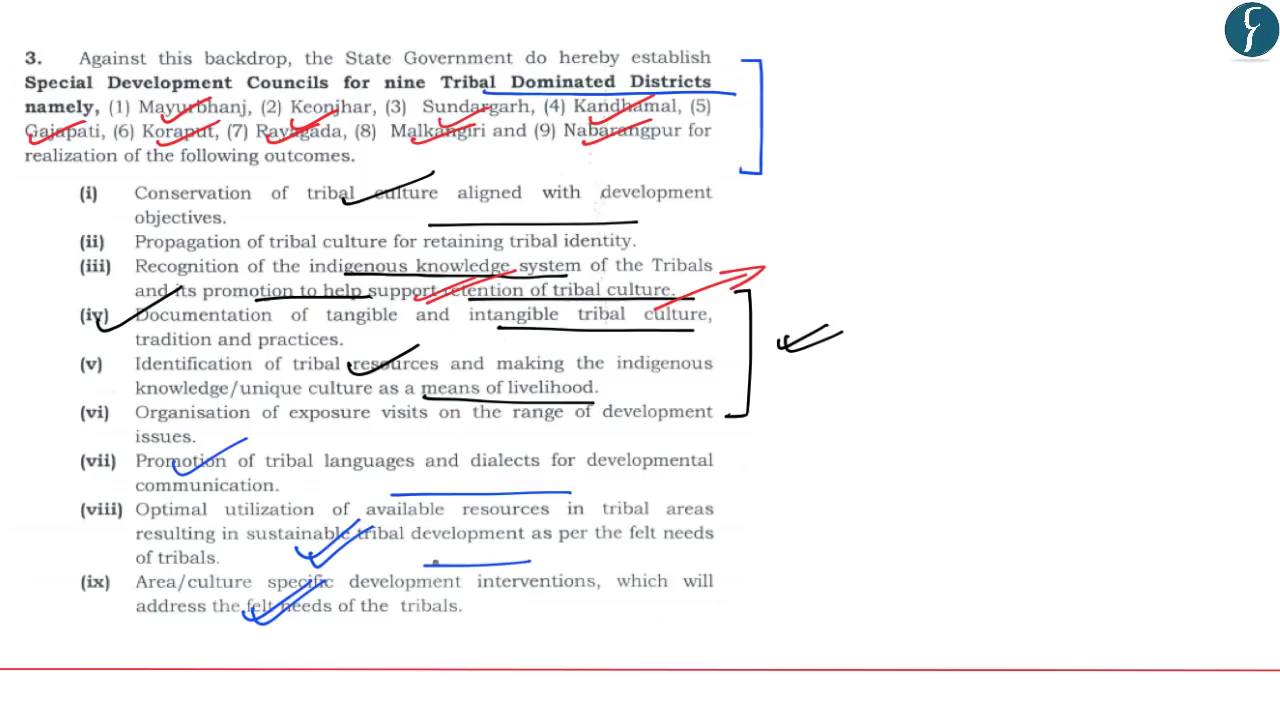 3. Against this backdrop, the State Government do hereby establish
Special Development Councils for nine Tribal Dominated Districts
namely, (1) Mayurbhanj, (2) Keonjhar, (3) Sundargarh, (4) Kandhamal, (5)
Gajapati, (6) Koraput, (7) Rayagada, (8) Malkangiri and (9) Nabarangpur for
realization of the following outcomes.
(i) Conservation of tribal culture aligned with development
objectives.
(ii) Propagation of tribal culture for retaining tribal identity.
(iii) Recognition of the indigenous knowledge system of the Tribals
and its promotion to help support retention of tribal culture.
(iv) Documentation of tangible and intangible tribal culture,
tradition and practices.
(v) Identification of tribal resources and making the indigenous
knowledge/unique culture as a means of livelihood.
(vi) Organisation of exposure visits on the range of development
issues.
(vii) Promotion of tribal languages and dialects for developmental
communication.
(viii) Optimal utilization of available resources in tribal areas
resulting in sustainable tribal development as per the felt needs
of tribals.
(ix) Area/culture specific development interventions, which will
address the felt needs of the tribals.